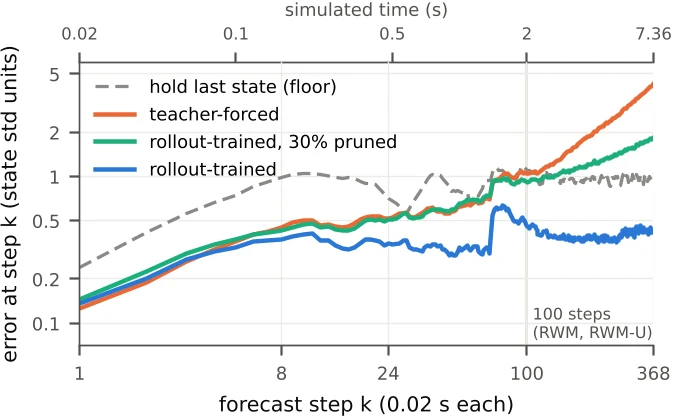 simulated time (s)
0.02 0.1 0.5 2 7.36
error at step k (state std units)
5
2
1
0.5
0.2
0.1
hold last state (floor)
teacher-forced
rollout-trained, 30% pruned
rollout-trained
100 steps
(RWM, RWM-U)
1 8 24 100 368
forecast step k (0.02 s each)